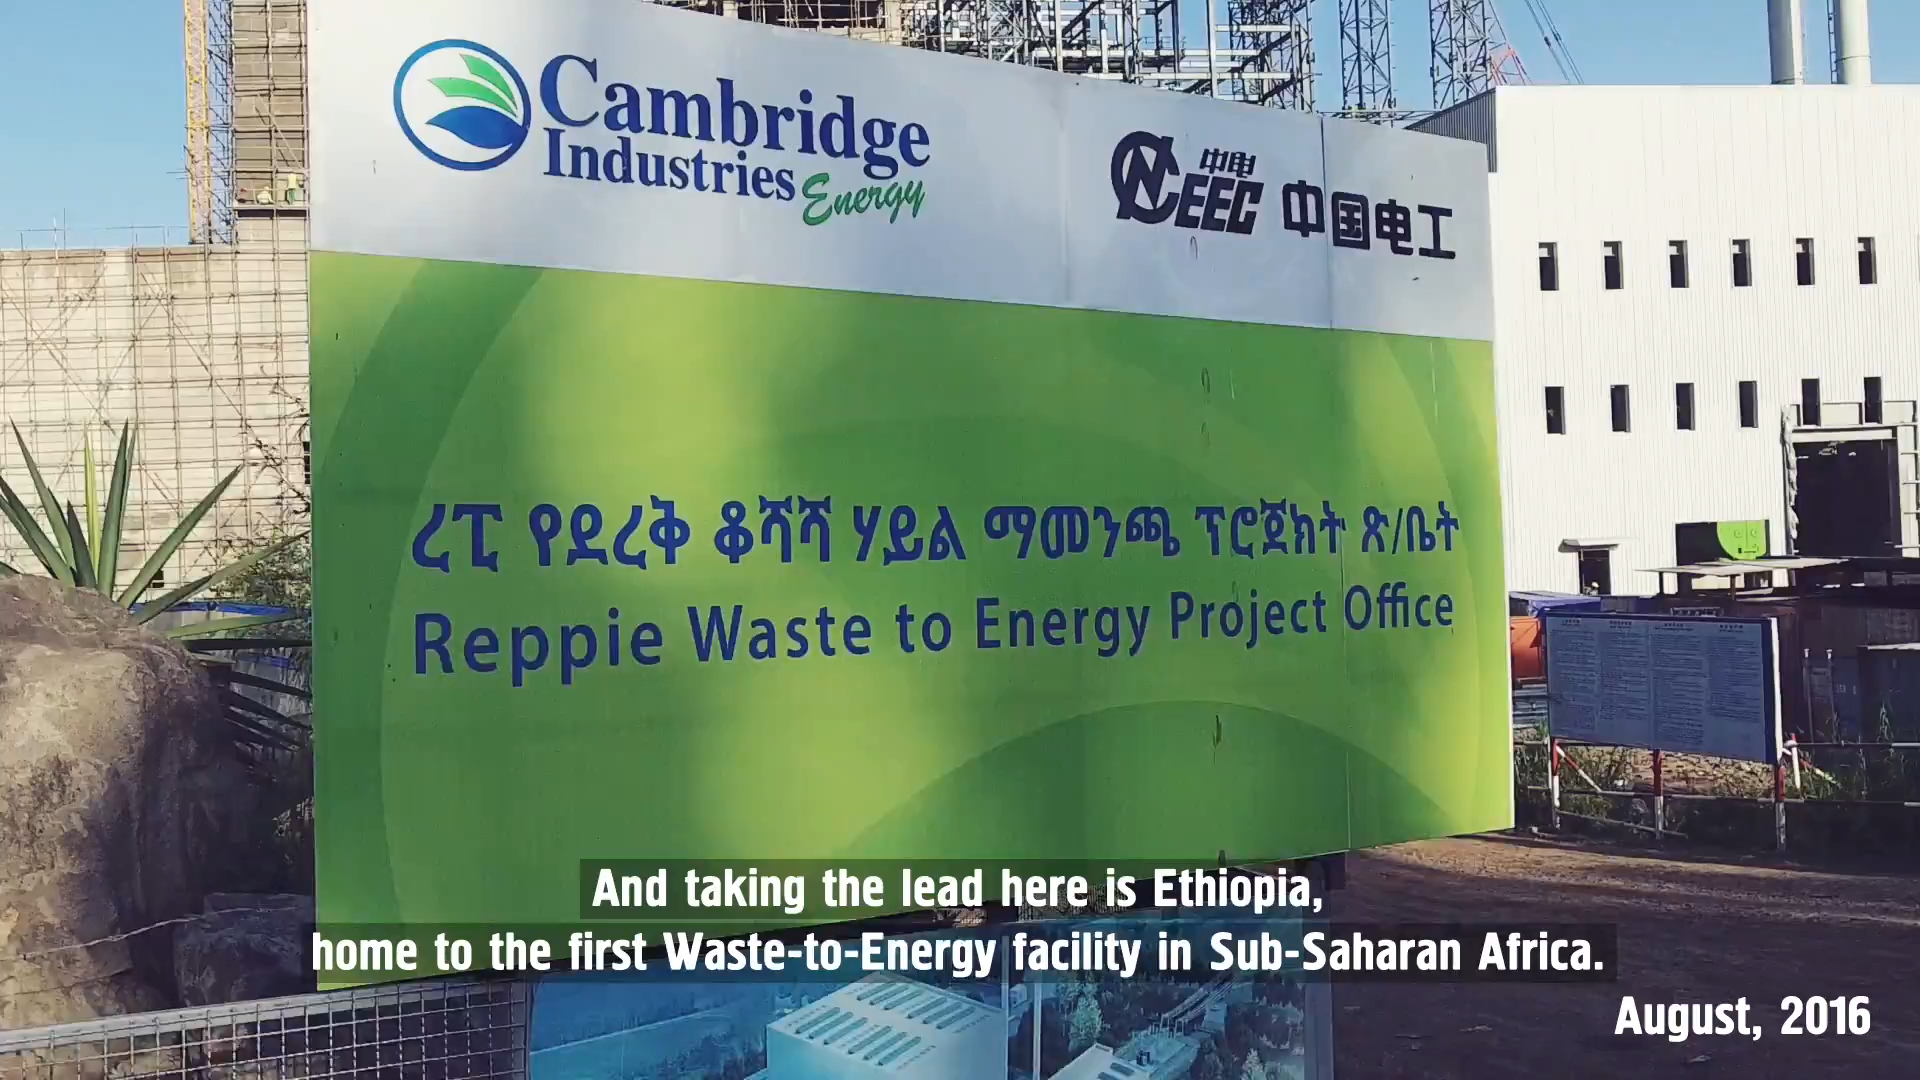 Cambridge
Industries
Energy
中电
NEEC 中国电工
ረፒ የደረቅ ቆሻሻ ሃይል ማመንጫ ፕሮጀክት ጽ/ቤት
Reppie Waste to Energy Project Office
And taking the lead here is Ethiopia,
home to the first Waste-to-Energy facility in Sub-Saharan Africa.
August, 2016